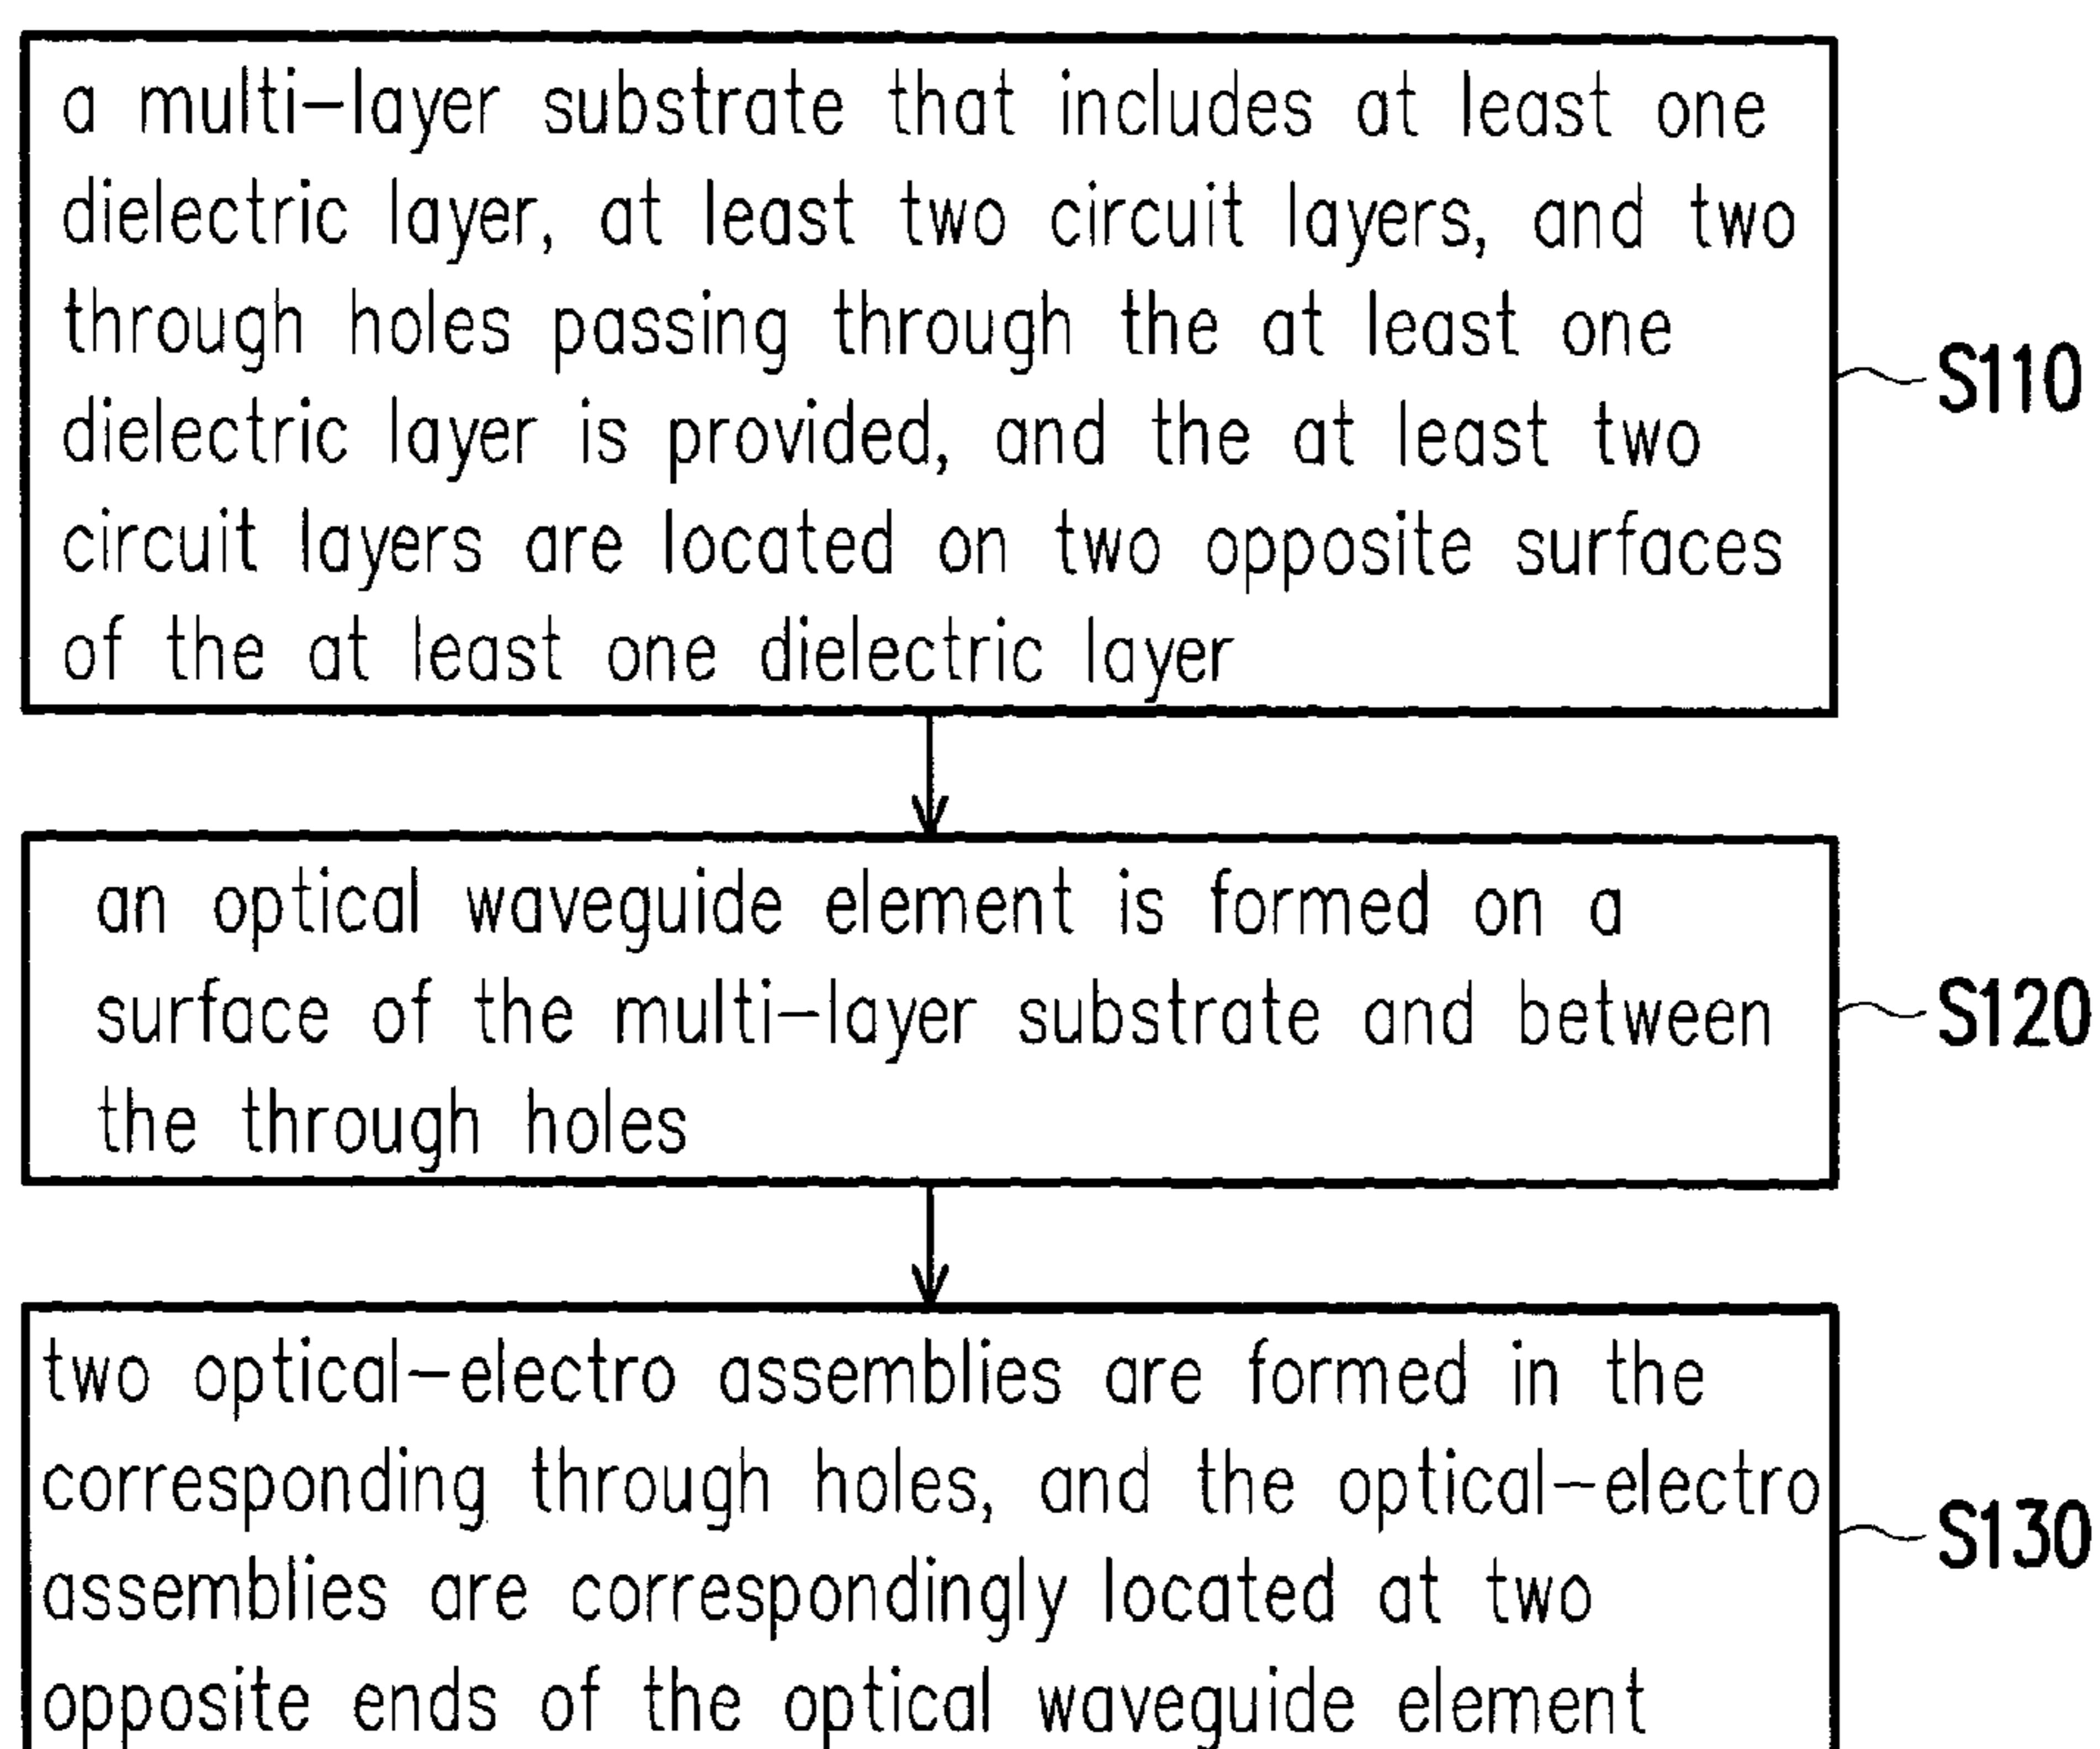 a multi-layer substrate that includes at least one
dielectric layer, at least two circuit layers, and two
through holes passing through the at least one
dielectric layer is provided, and the at least two
circuit layers are located on two opposite surfaces
of the at least one dielectric layer
S110
an optical waveguide element is formed on a
surface of the multi-layer substrate and between
the through holes
S120
two optical-electro assemblies are formed in the
corresponding through holes, and the optical-electro
assemblies are correspondingly located at two
opposite ends of the optical waveguide element
S130